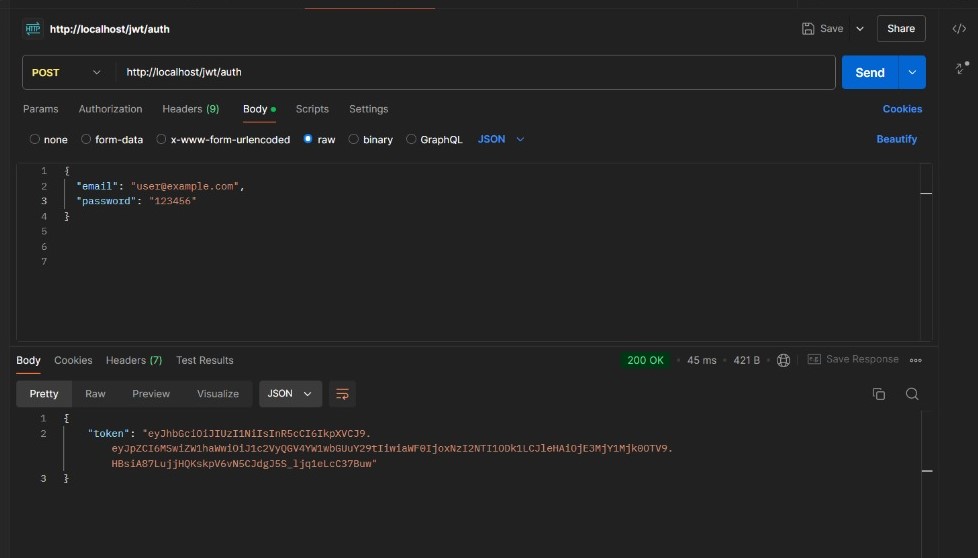 HTTP http://localhost/jwt/auth Save Share </>
POST http://localhost/jwt/auth Send
Params Authorization Headers (9) Body Scripts Settings Cookies
none form-data x-www-form-urlencoded raw binary GraphQL JSON Beautify
1 {
2 "email": "user@example.com",
3 "password": "123456"
4 }
5
6
7
Body Cookies Headers (7) Test Results 200 OK 45 ms 421 B Save Response
Pretty Raw Preview Visualize JSON
1 {
2 "token": "eyJhbGciOiJIUzI1NiIsInR5cCI6IkpXVCJ9.
eyJpZCI6MSwiZW1haWwiOiJ1c2VyQGV4YW1wbGUuY29tIiwiaWF0IjoxNzI2NTI1ODk1LCJleHAiOjE3MjY1Mjk0OTV9.
HBsiA87LujjHQKskpV6vN5CJdgJ5S_ljq1eLcC37Buw"
3 }